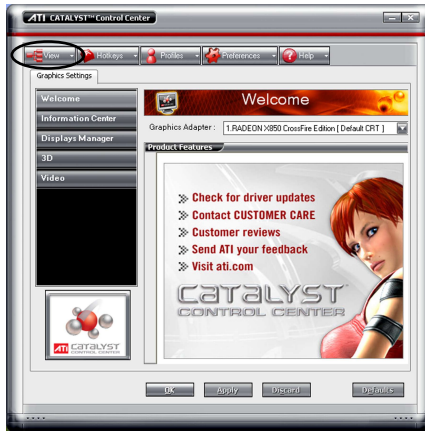 ATI CATALYST™ Control Center
View Hotkeys Profiles Preferences Help
Graphics Settings
Welcome
Information Center
Displays Manager
3D
Video
Welcome
Graphics Adapter : 1.RADEON X850 CrossFire Edition [ Default CRT ]
Product Features
Check for driver updates
Contact CUSTOMER CARE
Customer reviews
Send ATI your feedback
Visit ati.com
CATALYST
CONTROL CENTER
ATI CATALYST
CONTROL CENTER
OK Apply Discard Defaults